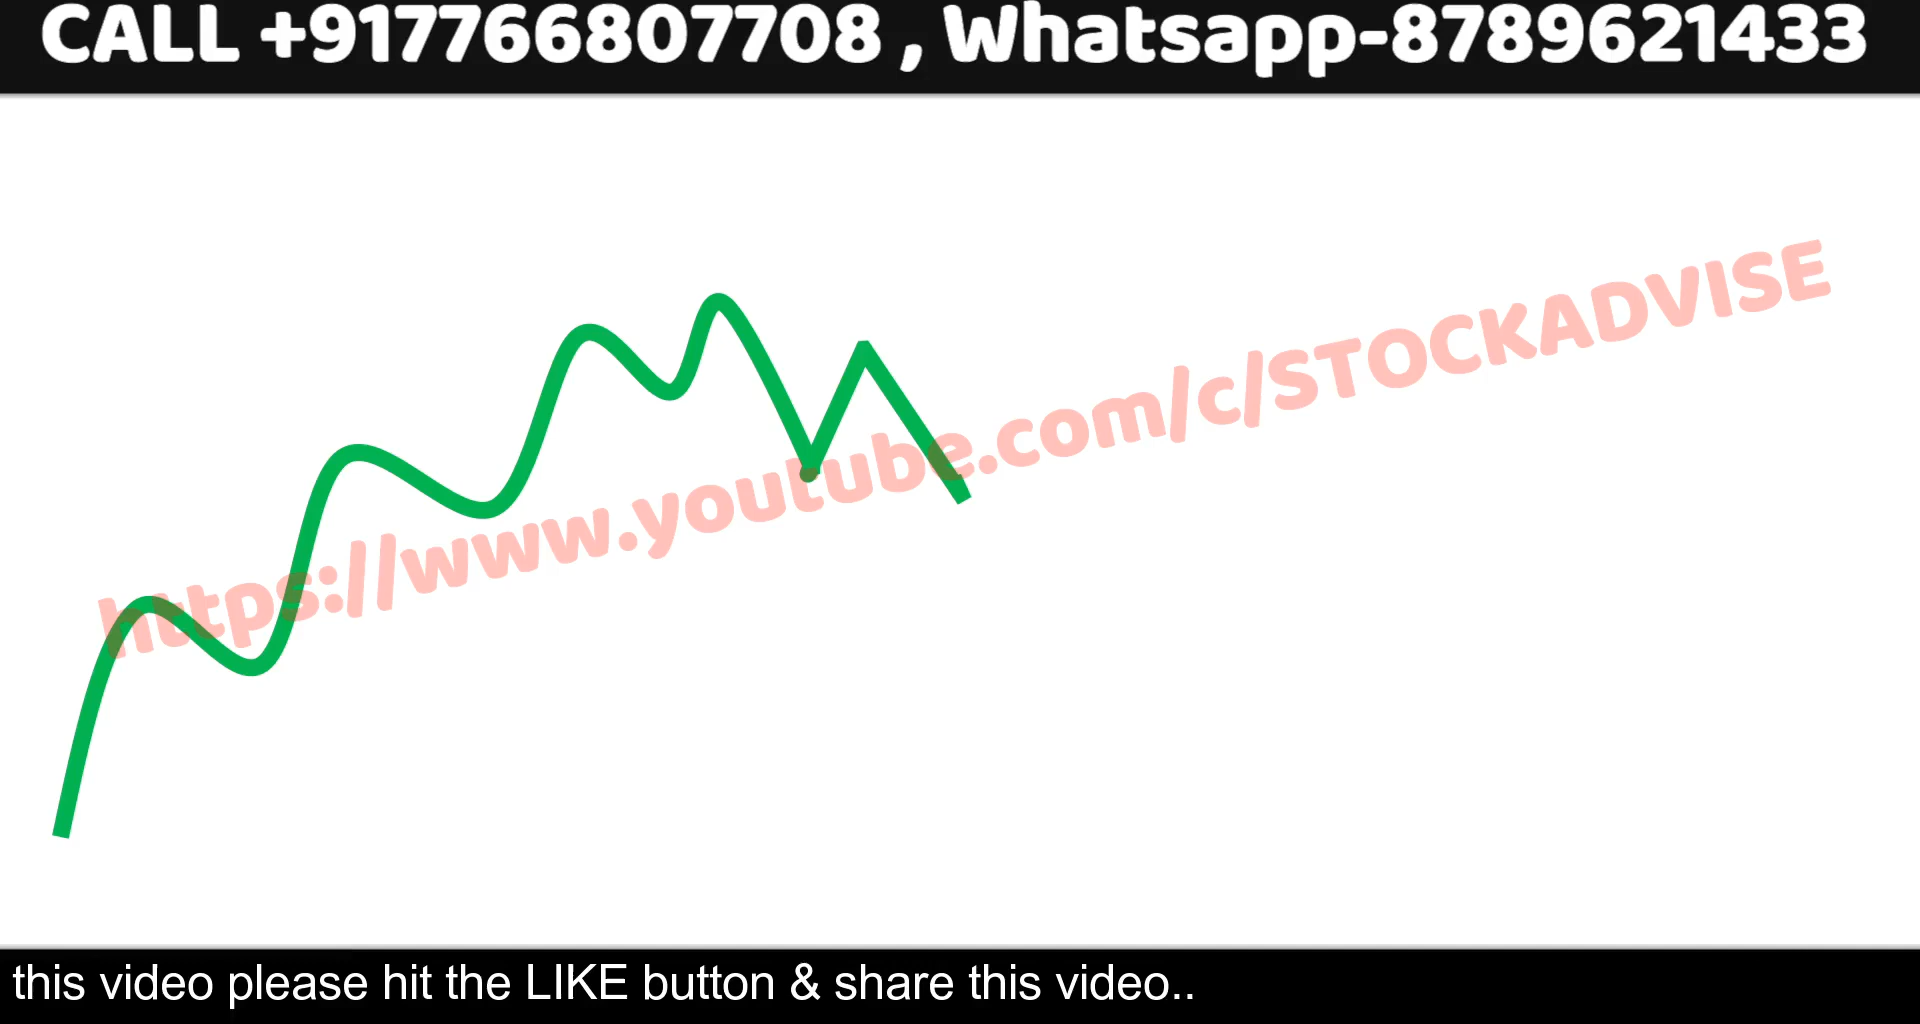 CALL +917766807708 , Whatsapp-8789621433
https://www.youtube.com/c/STOCKADVISE
this video please hit the LIKE button & share this video..